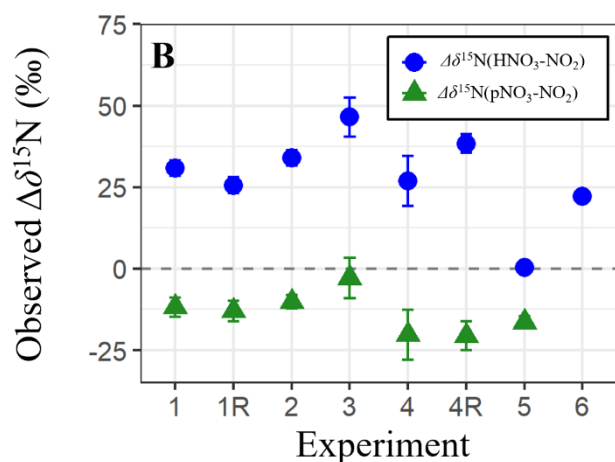 B
Δδ¹⁵N(HNO₃-NO₂)
Δδ¹⁵N(pNO₃-NO₂)
Observed Δδ¹⁵N (‰)
75
50
25
0
-25
1 1R 2 3 4 4R 5 6
Experiment